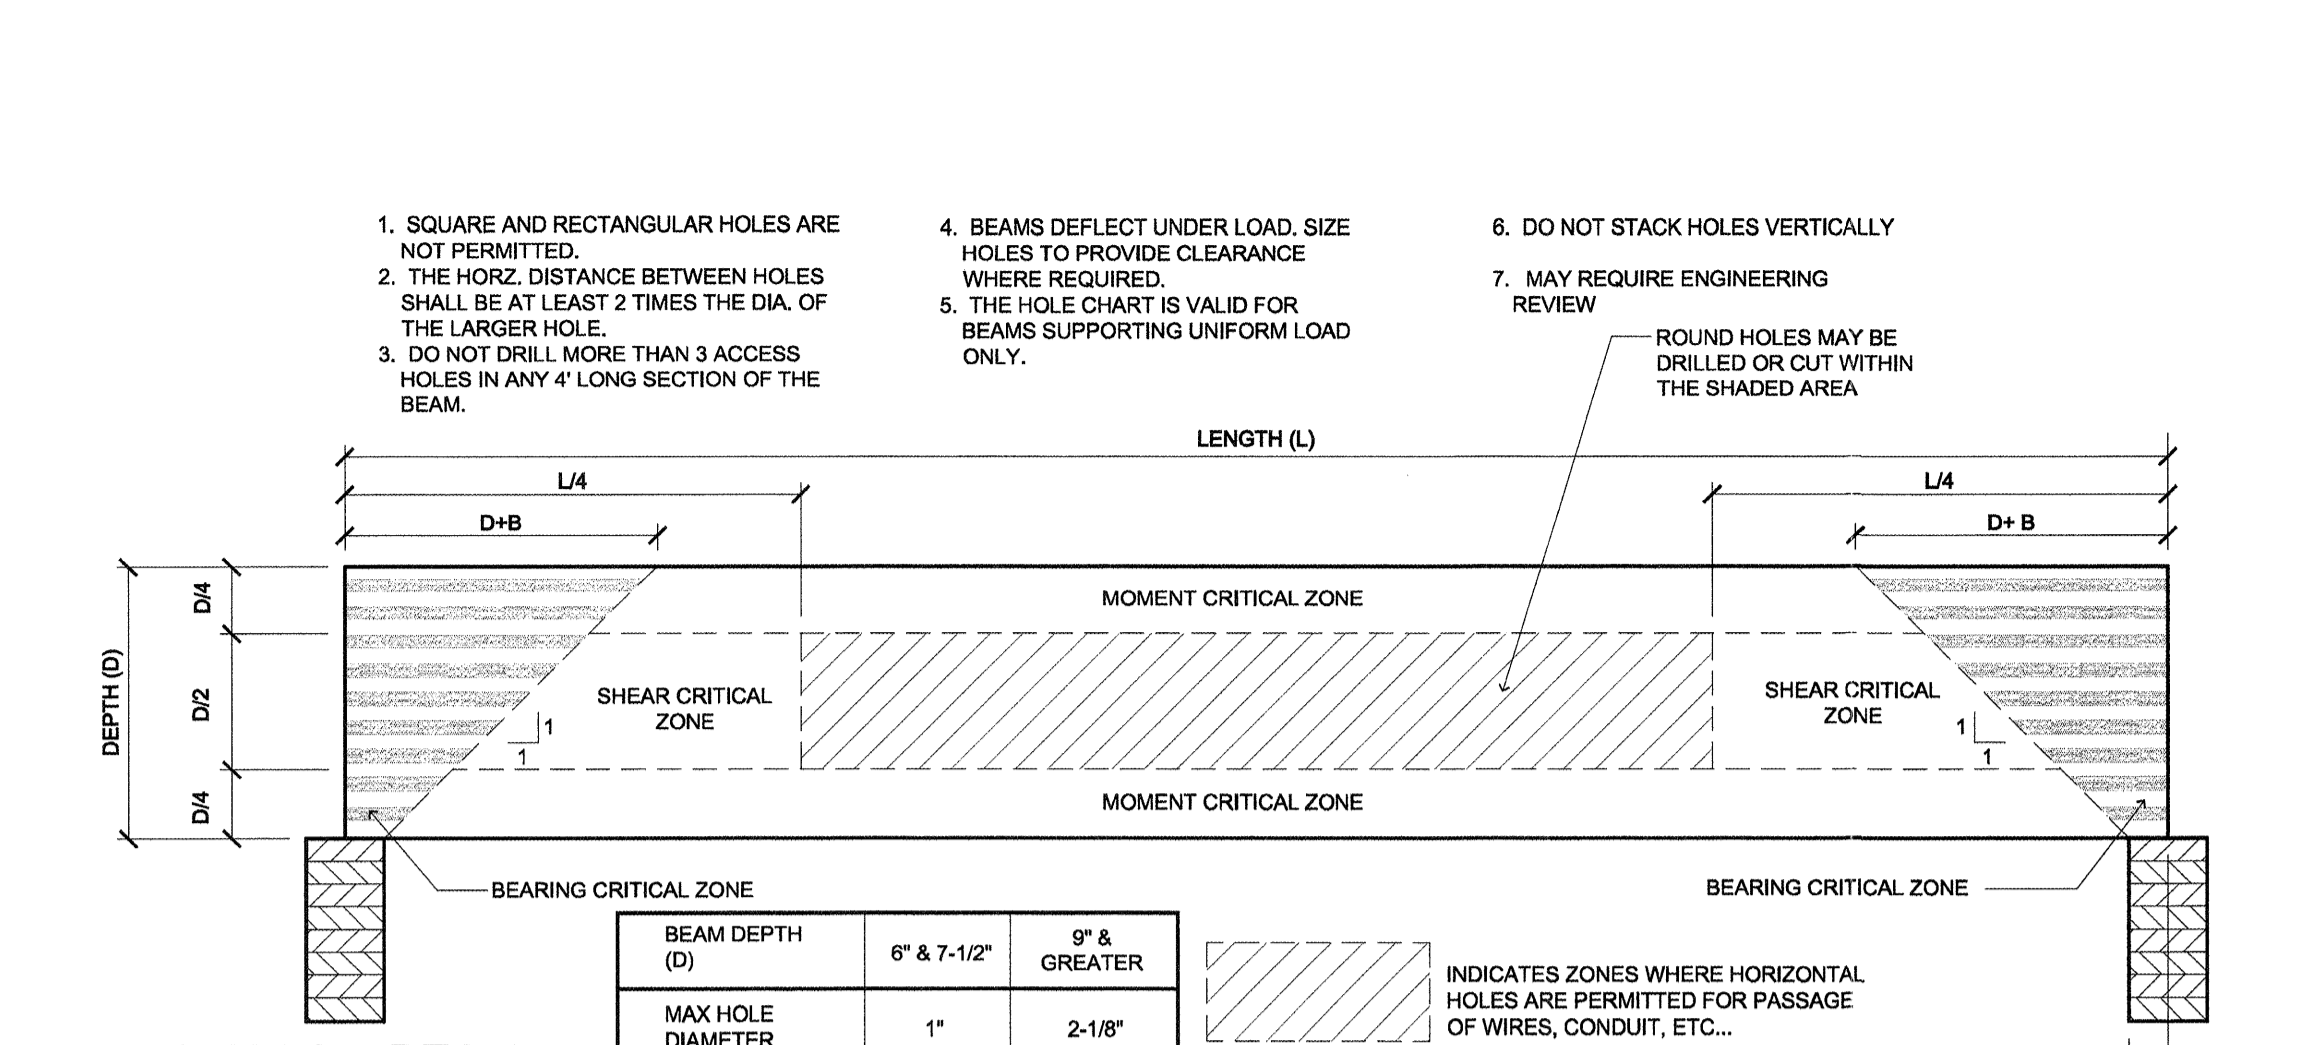 1. SQUARE AND RECTANGULAR HOLES ARE
NOT PERMITTED.
2. THE HORZ. DISTANCE BETWEEN HOLES
SHALL BE AT LEAST 2 TIMES THE DIA. OF
THE LARGER HOLE.
3. DO NOT DRILL MORE THAN 3 ACCESS
HOLES IN ANY 4' LONG SECTION OF THE
BEAM.
4. BEAMS DEFLECT UNDER LOAD. SIZE
HOLES TO PROVIDE CLEARANCE
WHERE REQUIRED.
5. THE HOLE CHART IS VALID FOR
BEAMS SUPPORTING UNIFORM LOAD
ONLY.
6. DO NOT STACK HOLES VERTICALLY
7. MAY REQUIRE ENGINEERING
REVIEW
ROUND HOLES MAY BE
DRILLED OR CUT WITHIN
THE SHADED AREA
LENGTH (L)
L/4
L/4
D+B
D+ B
DEPTH (D)
D/4
D/2
D/4
MOMENT CRITICAL ZONE
SHEAR CRITICAL
ZONE
1
1
SHEAR CRITICAL
ZONE
1
1
MOMENT CRITICAL ZONE
BEARING CRITICAL ZONE
BEARING CRITICAL ZONE
BEAM DEPTH
(D)
6" & 7-1/2"
9" &
GREATER
MAX HOLE
DIAMETER
1"
2-1/8"
INDICATES ZONES WHERE HORIZONTAL
HOLES ARE PERMITTED FOR PASSAGE
OF WIRES, CONDUIT, ETC...